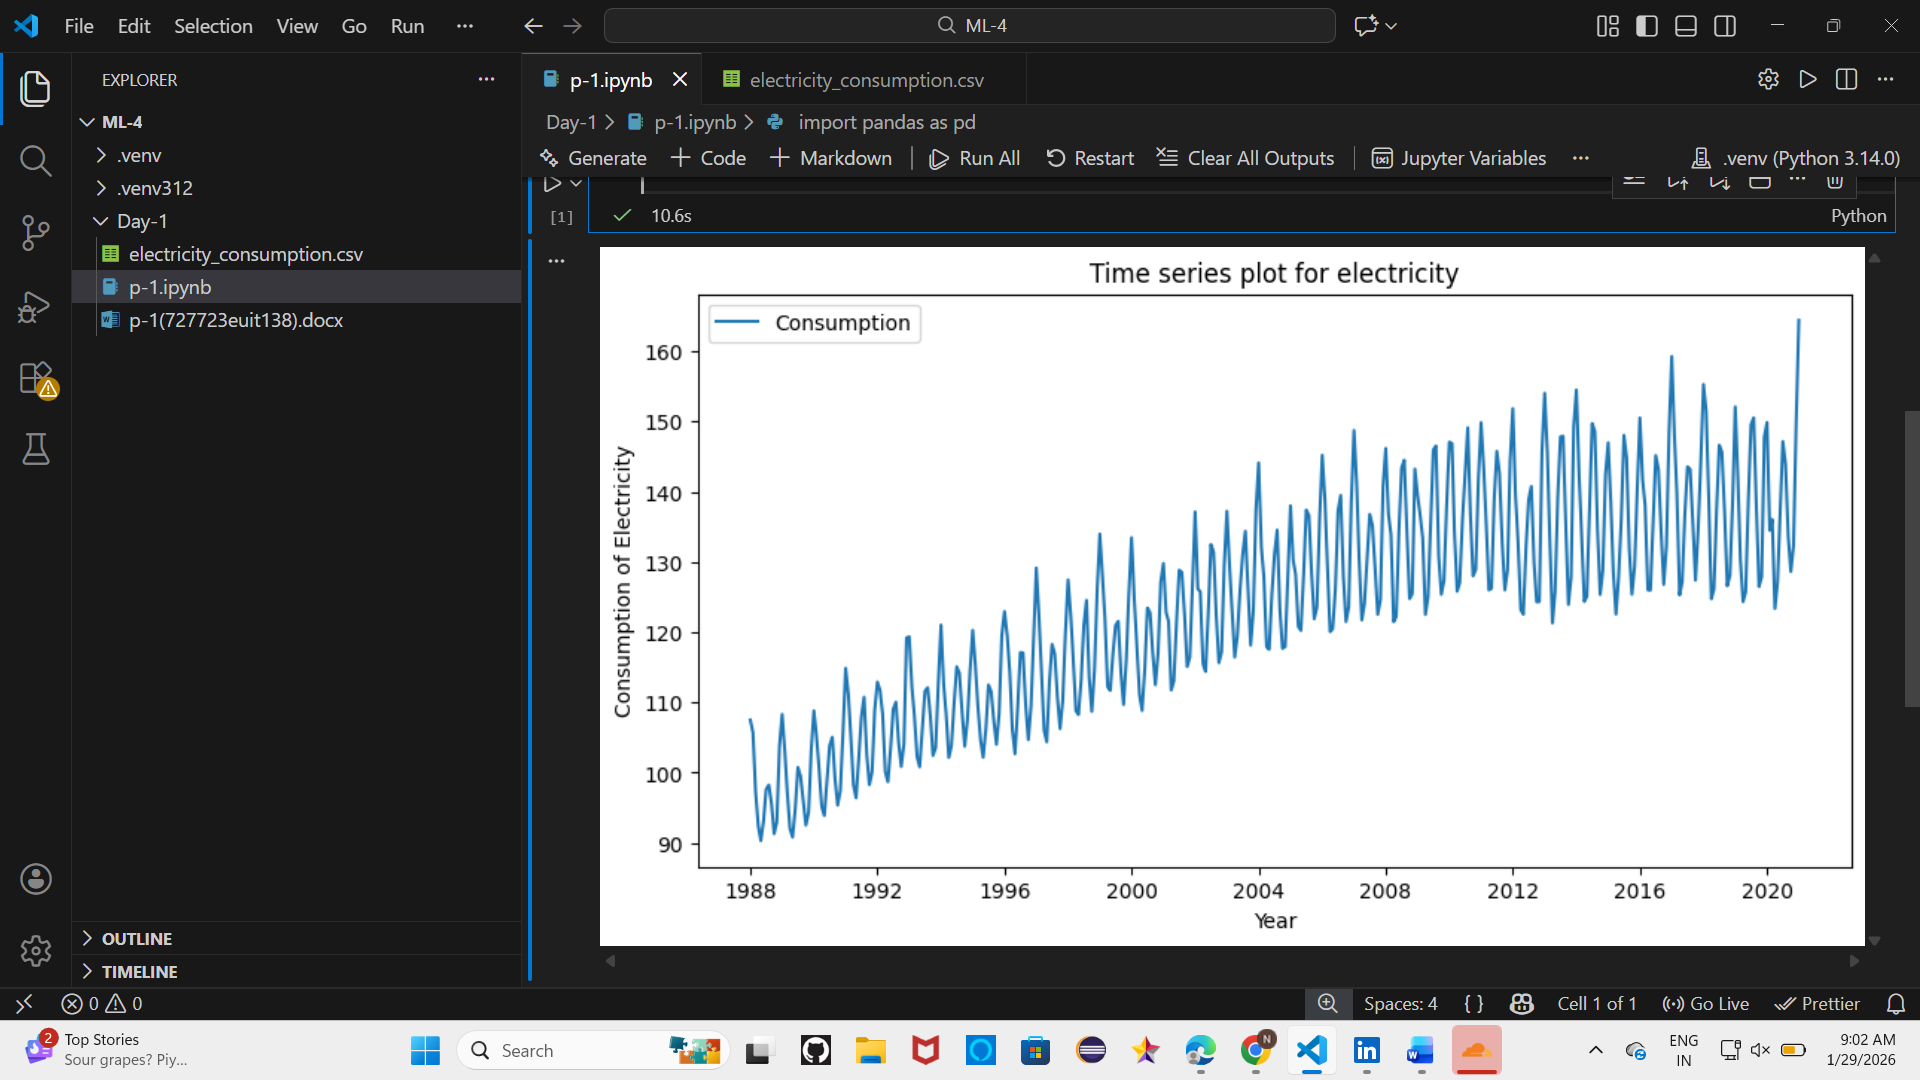 File Edit Selection View Go Run
ML-4
EXPLORER
ML-4
.venv
.venv312
Day-1
electricity_consumption.csv
p-1.ipynb
p-1(727723euit138).docx
OUTLINE
TIMELINE
p-1.ipynb
electricity_consumption.csv
Day-1 p-1.ipynb import pandas as pd
Generate Code Markdown Run All Restart Clear All Outputs Jupyter Variables .venv (Python 3.14.0)
[1] 10.6s Python
Time series plot for electricity
Consumption
Consumption of Electricity
160
150
140
130
120
110
100
90
1988 1992 1996 2000 2004 2008 2012 2016 2020
Year
0 0 Spaces: 4 { } Cell 1 of 1 Go Live Prettier
2 Top Stories
Sour grapes? Piy...
Search
N
ENG
IN
9:02 AM
1/29/2026